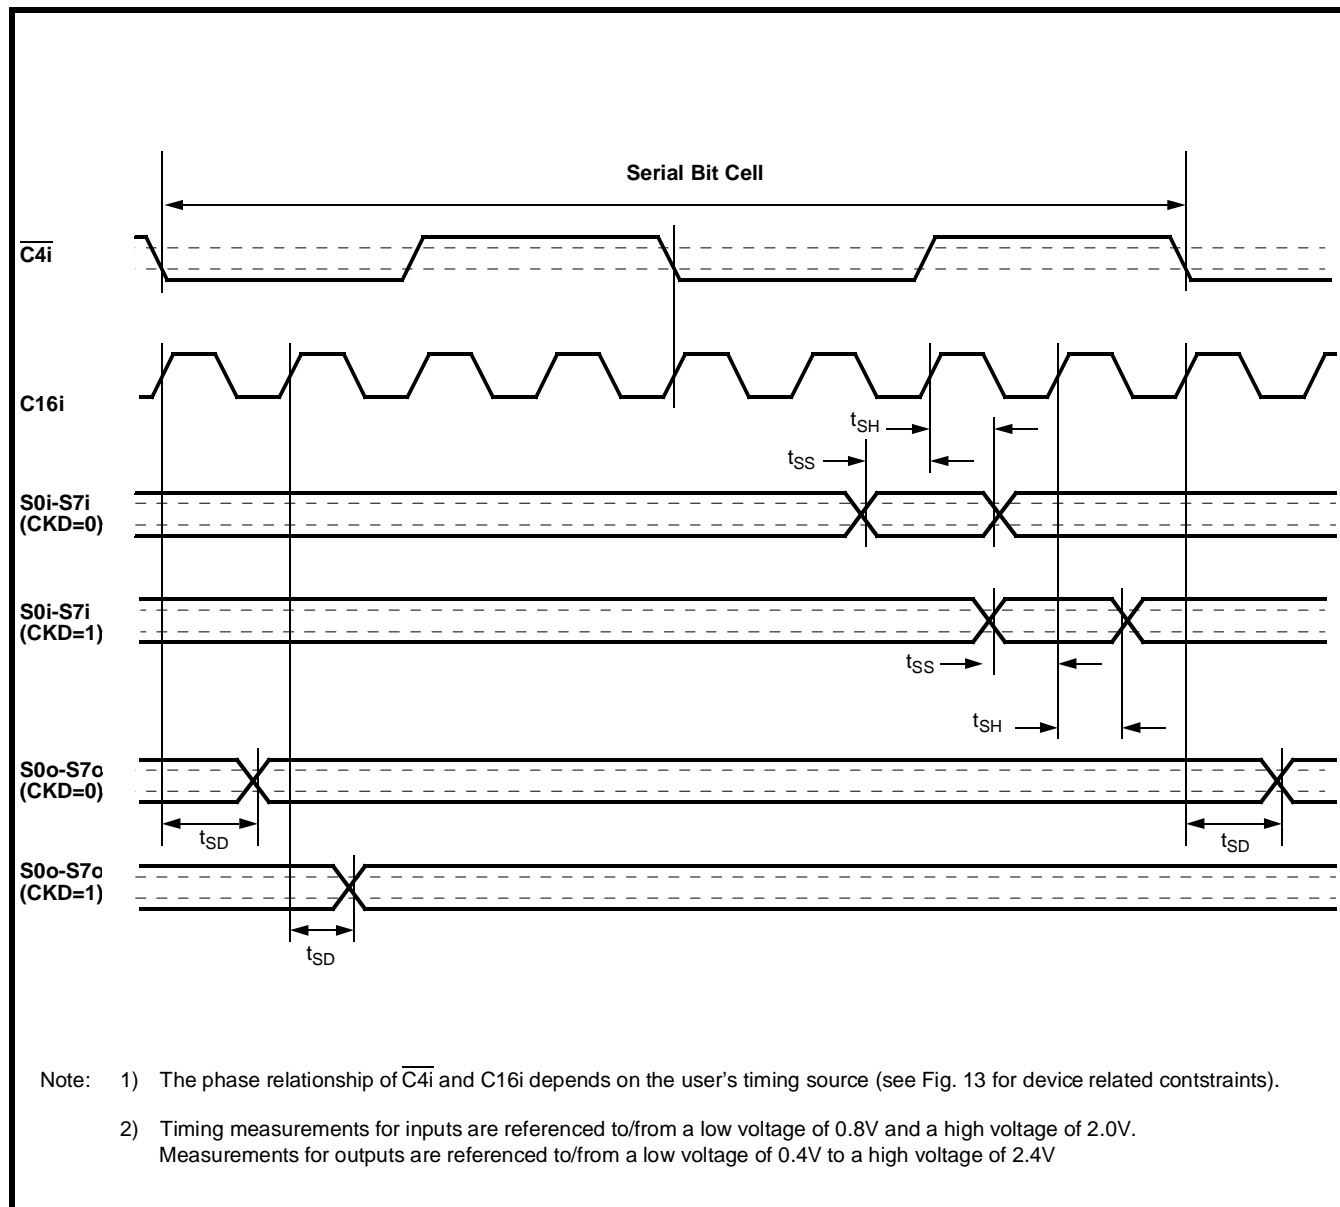 Serial Bit Cell
C4i
C16i
tSH
tSS
S0i-S7i
(CKD=0)
S0i-S7i
(CKD=1)
tSS
tSH
S0o-S7o
(CKD=0)
tSD
tSD
S0o-S7o
(CKD=1)
tSD
Note: 1) The phase relationship of C4i and C16i depends on the user's timing source (see Fig. 13 for device related contstraints).
2) Timing measurements for inputs are referenced to/from a low voltage of 0.8V and a high voltage of 2.0V.
Measurements for outputs are referenced to/from a low voltage of 0.4V to a high voltage of 2.4V